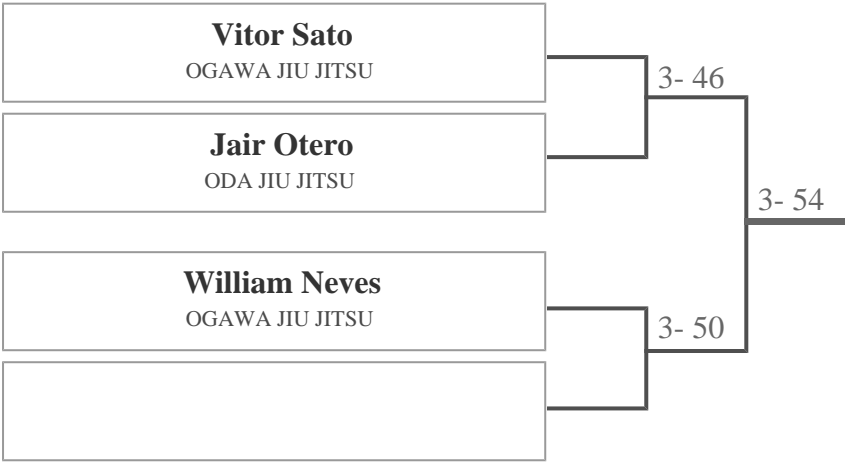 Vitor Sato
OGAWA JIU JITSU
3- 46
Jair Otero
ODA JIU JITSU
3- 54
William Neves
OGAWA JIU JITSU
3- 50